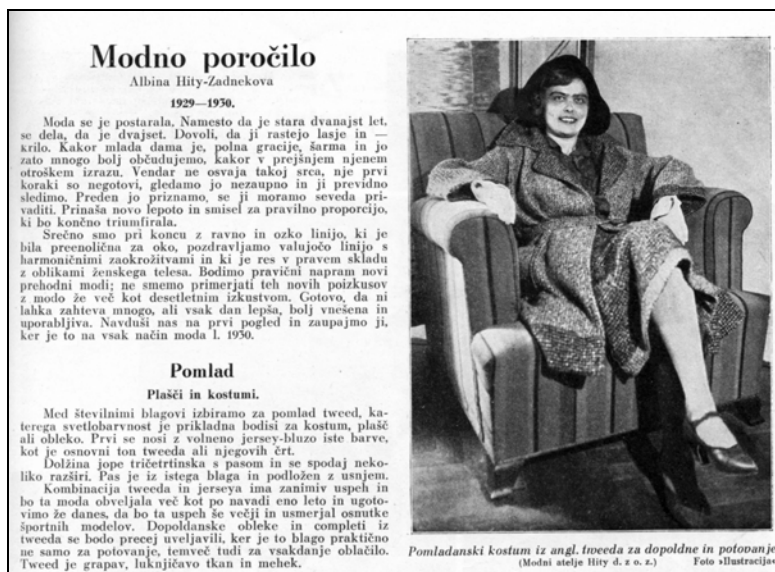 Modno poročilo
Albina Hity-Zadnekova
1929—1930.
Moda se je postarala. Namesto da je stara dvanajst let,
se dela, da je dvajset. Dovoli, da ji rastejo lasje in —
krilo. Kakor mlada dama je, polna gracije, šarma in jo
zato mnogo bolj občudujemo, kakor v prejšnjem njenem
otroškem izrazu. Vendar ne osvaja takoj srca, nje prvi
koraki so negotovi, gledamo jo nezaupno in ji previdno
sledimo. Preden jo priznamo, se ji moramo seveda pri-
vaditi. Prinaša novo lepoto in smisel za pravilno proporcijo,
ki bo končno triumfirala.
Srečno smo pri koncu z ravno in ozko linijo, ki je
bila preenolična za oko, pozdravljamo valujočo linijo s
harmoničnimi zaokrožitvami in ki je res v pravem skladu
z oblikami ženskega telesa. Bodimo pravični napram novi
prehodni modi; ne smemo primerjati teh novih poizkusov
z modo že več kot desetletnim izkustvom. Gotovo, da ni
lahka zahteva mnogo, ali vsak dan lepša, bolj vnešena in
uporabljiva. Navduši nas na prvi pogled in zaupajmo ji,
ker je to na vsak način moda l. 1930.
Pomlad
Plašči in kostumi.
Med številnimi blagovi izbiramo za pomlad tweed, ka-
terega svetlobarvnost je prikladna bodisi za kostum, plašč
ali obleko. Prvi se nosi z volneno jersey-bluzo iste barve,
kot je osnovni ton tweeda ali njegovih črt.
Dolžina jope tričetrtinska s pasom in se spodaj neko-
liko razširi. Pas je iz istega blaga in podložen z usnjem.
Kombinacija tweeda in jerseya ima zanimiv uspeh in
bo ta moda obveljala več kot po navadi eno leto in ugoto-
vimo že danes, da bo ta uspeh še večji in usmerjal osnutke
športnih modelov. Dopoldanske obleke in completi iz
tweeda se bodo precej uveljavili, ker je to blago praktično
ne samo za potovanje, temveč tudi za vsakdanje oblačilo.
Tweed je grapav, luknjičavo tkan in mehek.
Pomladanski kostum iz angl. tweeda za dopoldne in potovanje
(Modni atelje Hity d. z o. z.) Foto »Ilustracija«